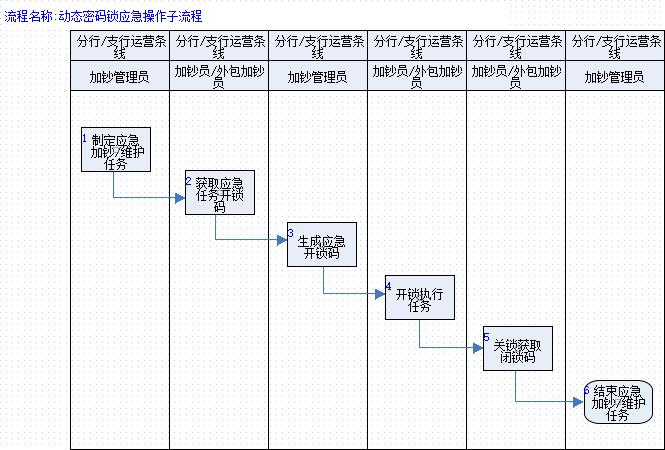 流程名称:动态密码锁应急操作子流程
分行/支行运营条
线
分行/支行运营条
线
分行/支行运营条
线
分行/支行运营条
线
分行/支行运营条
线
分行/支行运营条
线
加钞管理员
加钞员/外包加钞
员
加钞管理员
加钞员/外包加钞
员
加钞员/外包加钞
员
加钞管理员
1 制定应急
加钞/维护
任务
2 获取应急
任务开锁
码
3 生成应急
开锁码
4 开锁执行
任务
5 关锁获取
闭锁码
6 结束应急
加钞/维护
任务